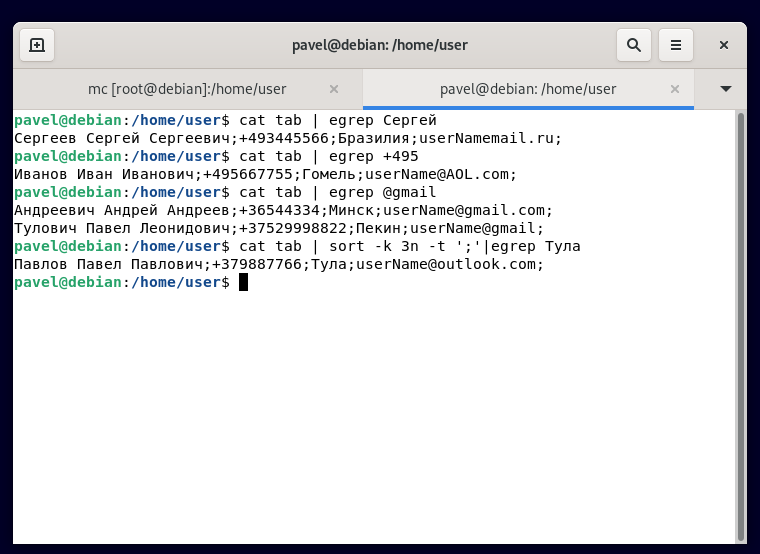 pavel@debian: /home/user
mc [root@debian]:/home/user
pavel@debian: /home/user
pavel@debian:/home/user$ cat tab | egrep Сергей
Сергеев Сергей Сергеевич;+493445566;Бразилия;userNamemail.ru;
pavel@debian:/home/user$ cat tab | egrep +495
Иванов Иван Иванович;+495667755;Гомель;userName@AOL.com;
pavel@debian:/home/user$ cat tab | egrep @gmail
Андреевич Андрей Андреев;+36544334;Минск;userName@gmail.com;
Тулович Павел Леонидович;+37529998822;Пекин;userName@gmail;
pavel@debian:/home/user$ cat tab | sort -k 3n -t ';'|egrep Тула
Павлов Павел Павлович;+379887766;Тула;userName@outlook.com;
pavel@debian:/home/user$